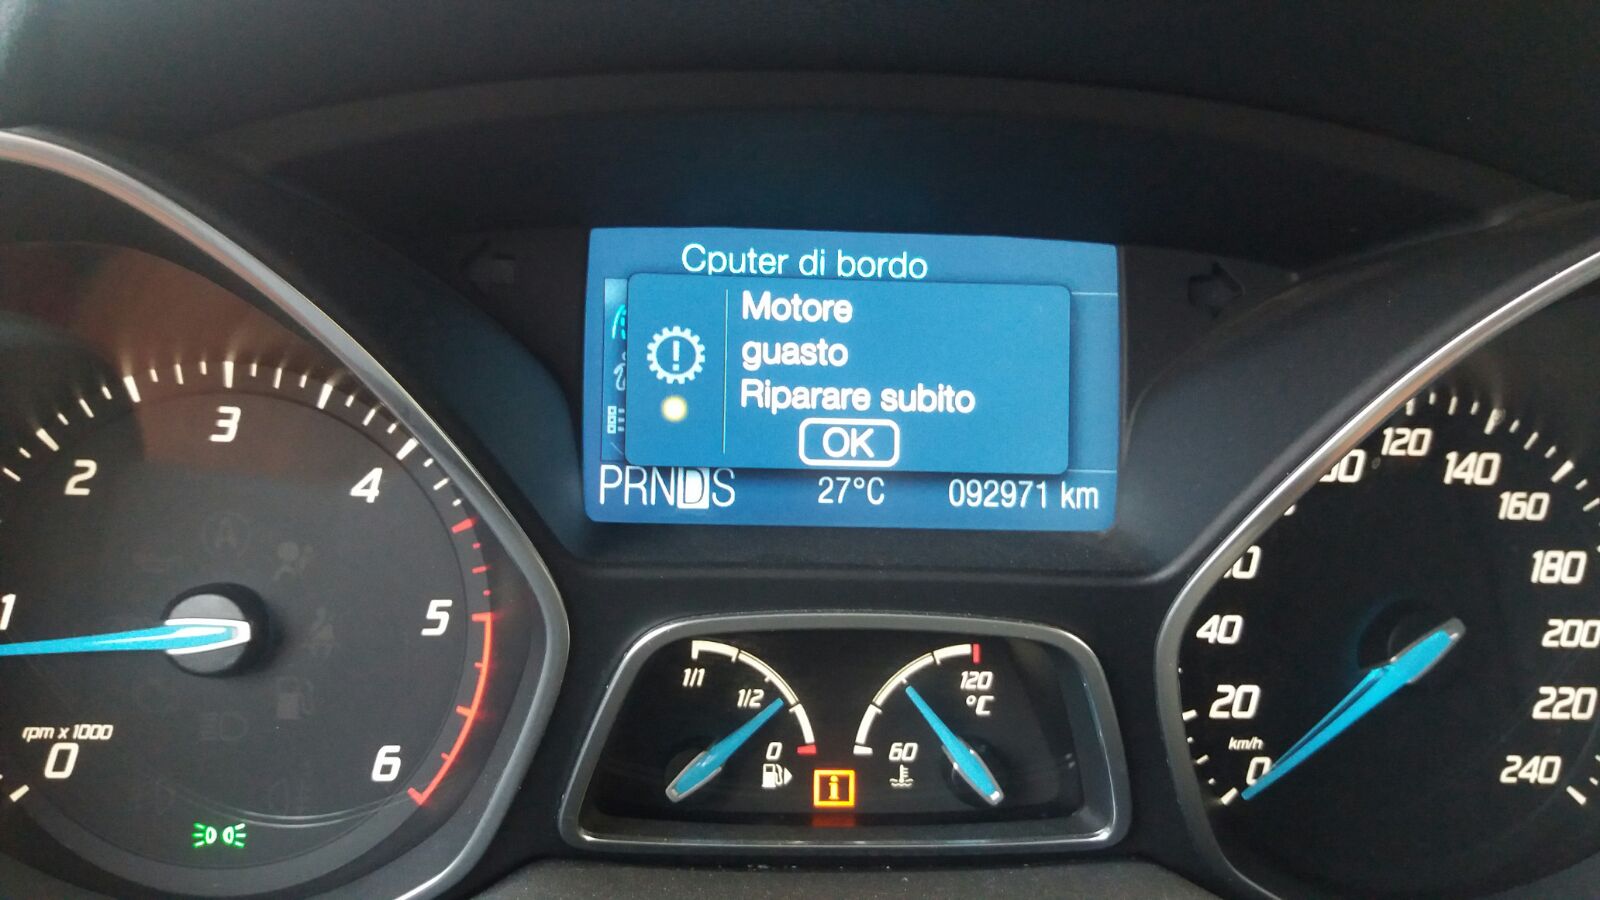 Cputer di bordo
Motore
guasto
Riparare subito
OK
PRNDS 27°C 092971 km
1
2
3
4
5
6
rpm x 1000
0
1/1
1/2
0
i
120
°C
60
20
40
120
140
160
180
200
220
240
km/h
0